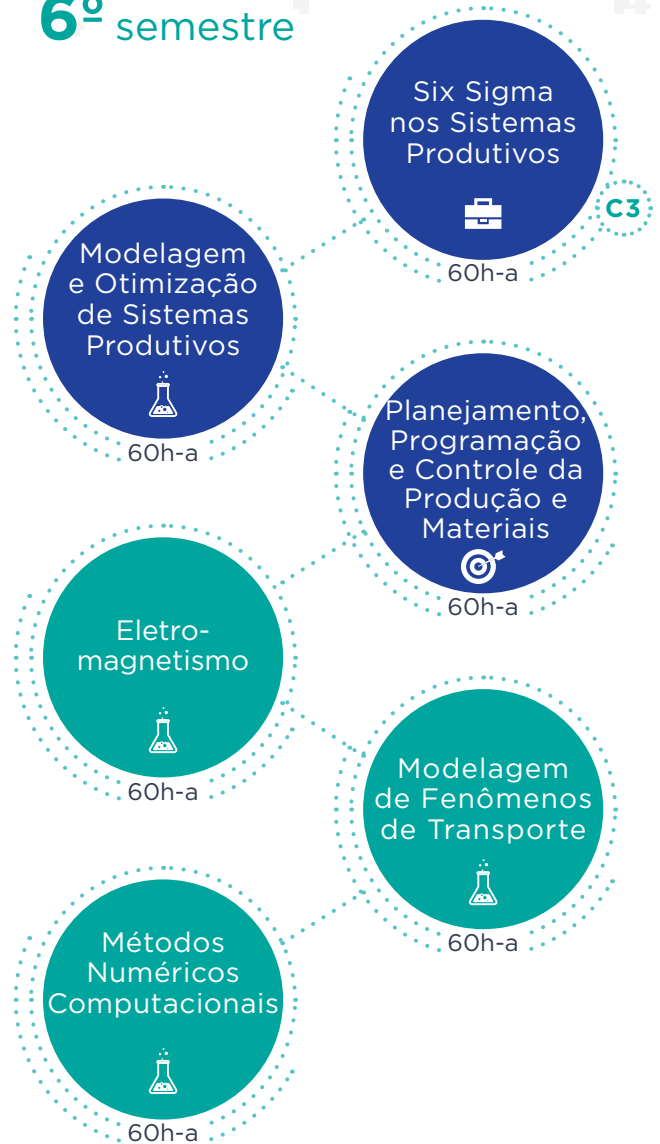 6º semestre
Six Sigma
nos Sistemas
Produtivos
C3
60h-a
Modelagem
e Otimização
de Sistemas
Produtivos
60h-a
Planejamento,
Programação
e Controle da
Produção e
Materiais
60h-a
Eletro-
magnetismo
60h-a
Modelagem
de Fenômenos
de Transporte
60h-a
Métodos
Numéricos
Computacionais
60h-a